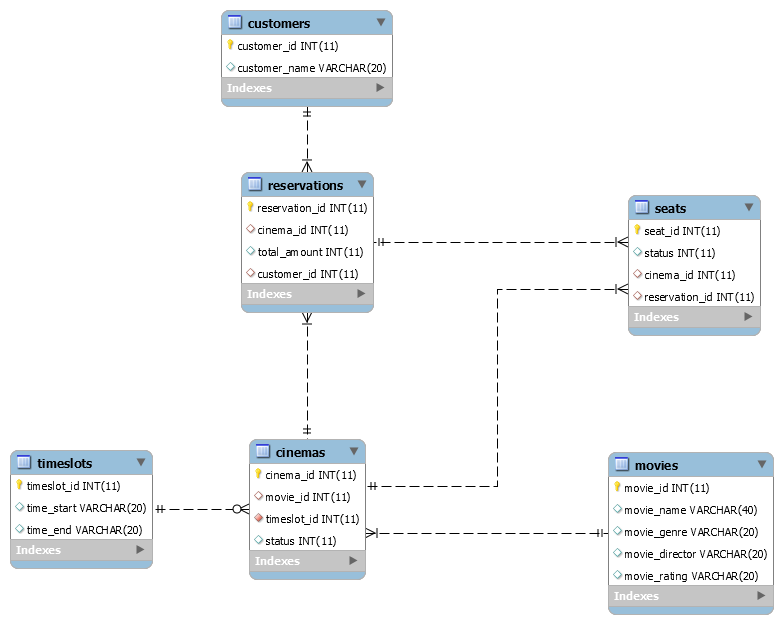 customers
customer_id INT(11)
customer_name VARCHAR(20)
Indexes
reservations
reservation_id INT(11)
cinema_id INT(11)
total_amount INT(11)
customer_id INT(11)
Indexes
seats
seat_id INT(11)
status INT(11)
cinema_id INT(11)
reservation_id INT(11)
Indexes
timeslots
timeslot_id INT(11)
time_start VARCHAR(20)
time_end VARCHAR(20)
Indexes
cinemas
cinema_id INT(11)
movie_id INT(11)
timeslot_id INT(11)
status INT(11)
Indexes
movies
movie_id INT(11)
movie_name VARCHAR(40)
movie_genre VARCHAR(20)
movie_director VARCHAR(20)
movie_rating VARCHAR(20)
Indexes